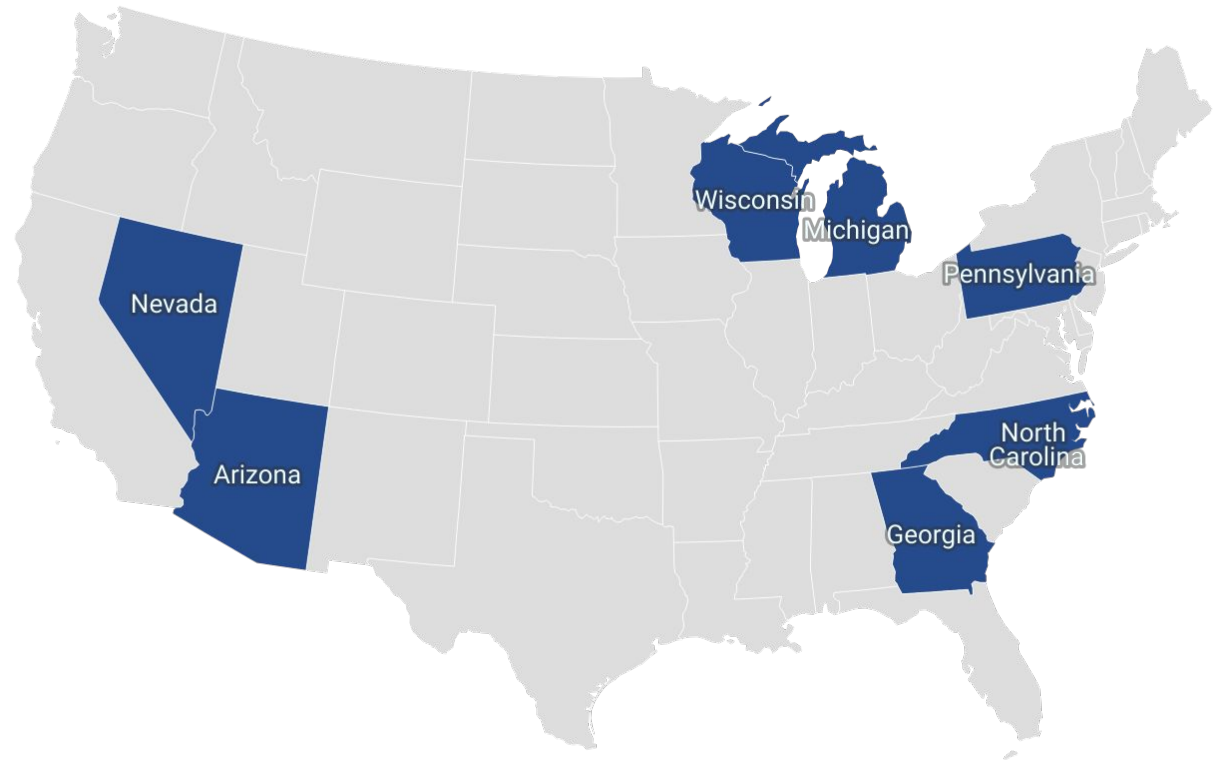 Wisconsin
Michigan
Pennsylvania
Nevada
North
Carolina
Arizona
Georgia